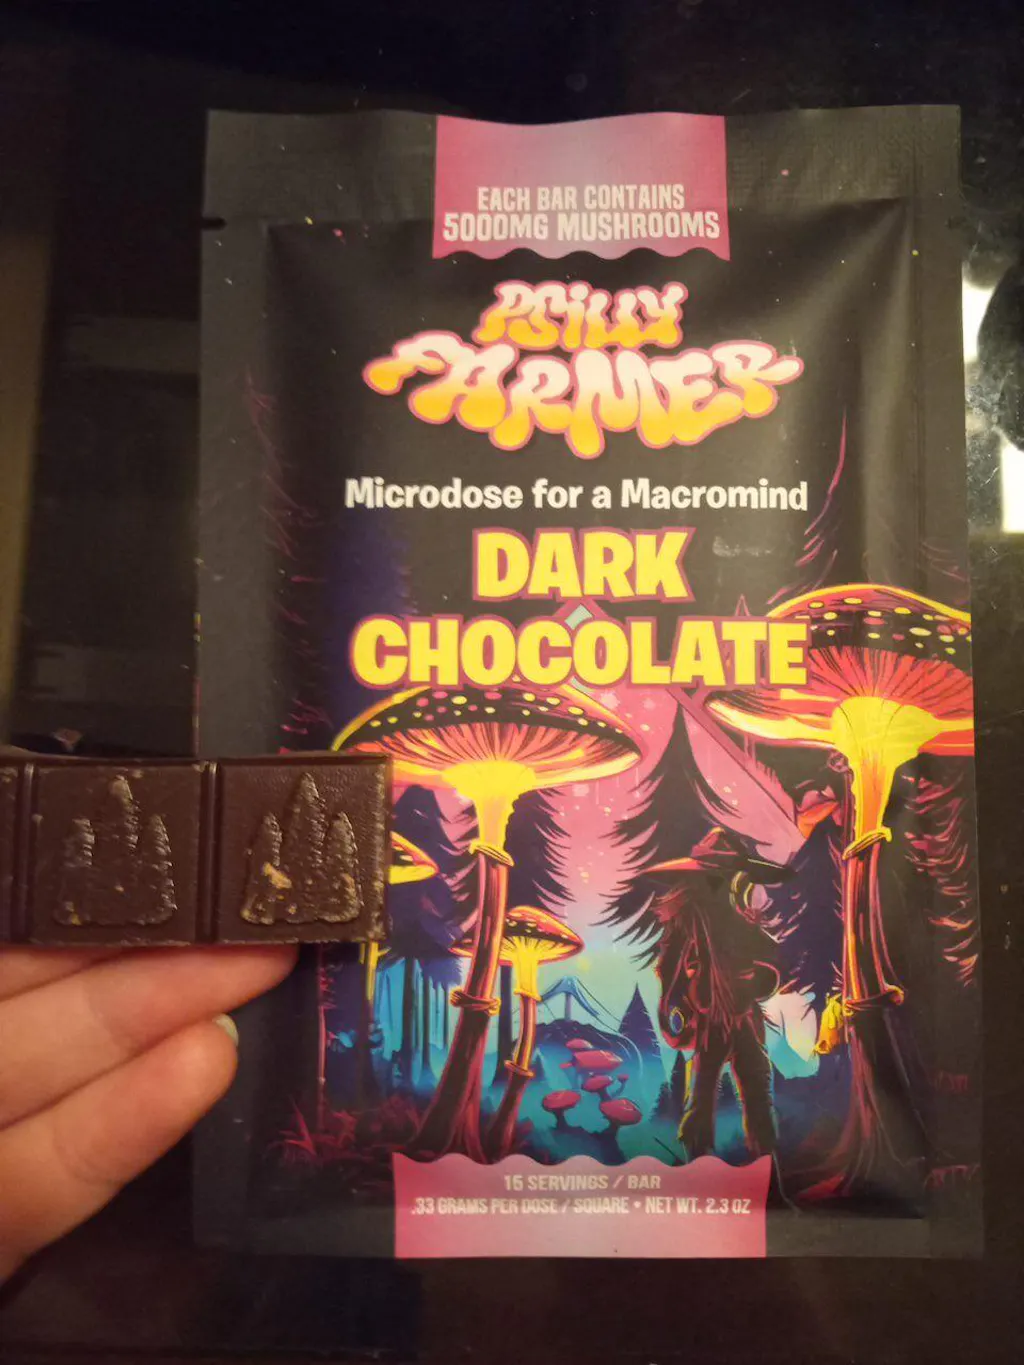 EACH BAR CONTAINS
5000MG MUSHROOMS
PSILLY
FARMER
Microdose for a Macromind
DARK
CHOCOLATE
15 SERVINGS / BAR
.33 GRAMS PER DOSE / SQUARE • NET WT. 2.3 OZ